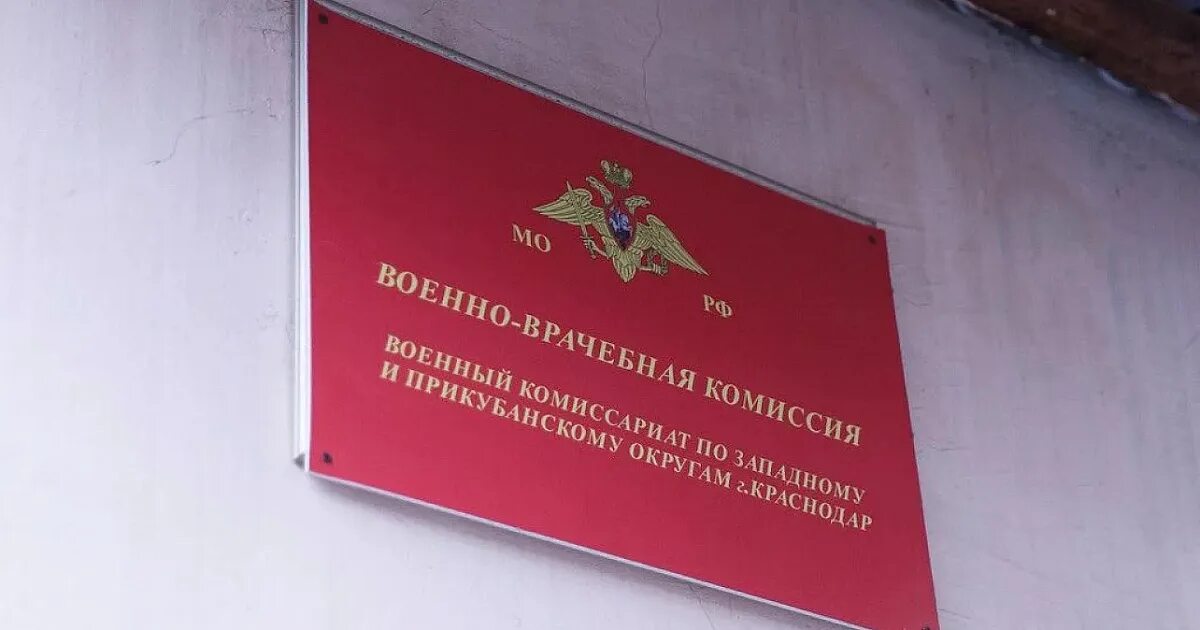 МО
РФ
ВОЕННО-ВРАЧЕБНАЯ КОМИССИЯ
ВОЕННЫЙ КОМИССАРИАТ ПО ЗАПАДНОМУ
И ПРИКУБАНСКОМУ ОКРУГАМ г.КРАСНОДАР